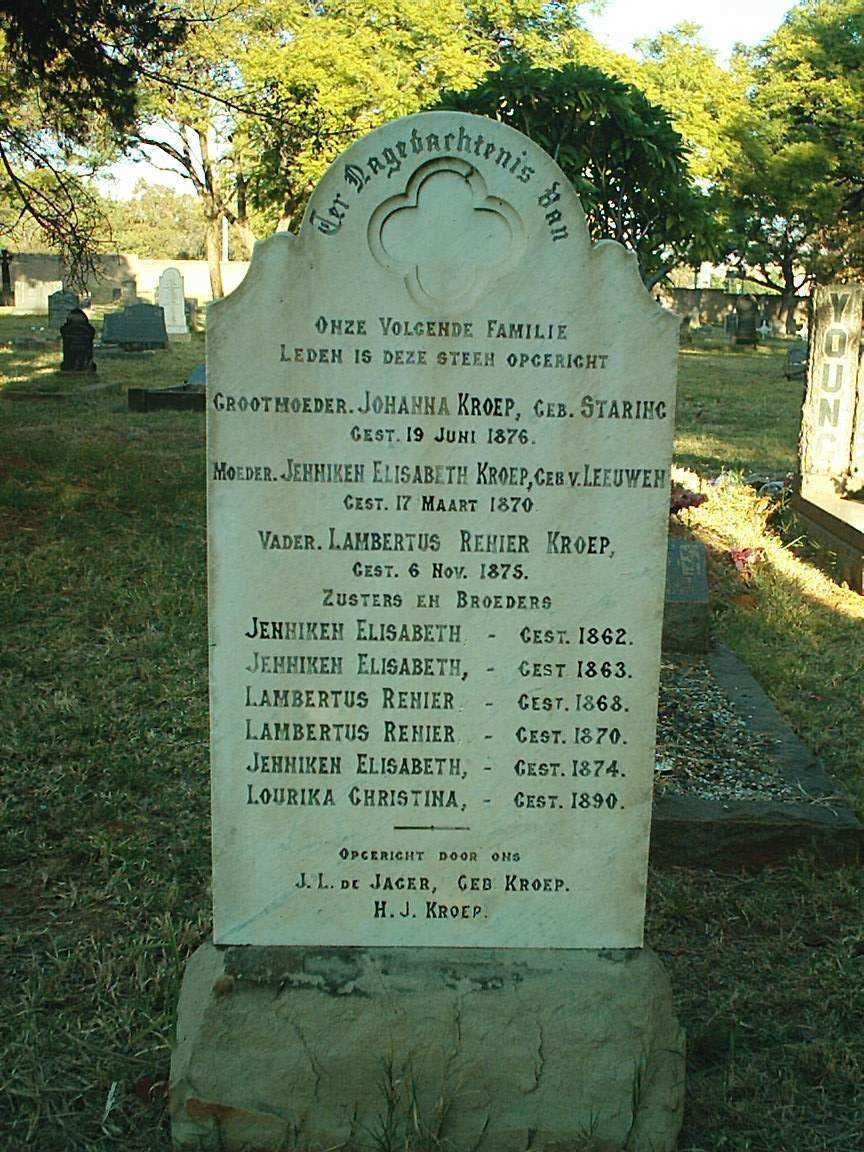 Ter Nagedachtenis Van
ONZE VOLGENDE FAMILIE
LEDEN IS DEZE STEEN OPGERICHT
GROOTMOEDER. JOHANNA KROEP, GEB. STARING
GEST. 19 JUNI 1876.
MOEDER. JENNIKEN ELISABETH KROEP, GEB V. LEEUWEN
GEST. 17 MAART 1870
VADER. LAMBERTUS RENIER KROEP,
GEST. 6 NOV. 1875.
ZUSTERS EN BROEDERS
JENNIKEN ELISABETH - GEST. 1862.
JENNIKEN ELISABETH, - GEST 1863.
LAMBERTUS RENIER - GEST. 1868.
LAMBERTUS RENIER - GEST. 1870.
JENNIKEN ELISABETH, - GEST. 1874.
LOURIKA CHRISTINA, - GEST. 1890.
OPGERICHT DOOR ONS
J. L. DE JAGER, GEB KROEP.
H. J. KROEP.
YOUNG